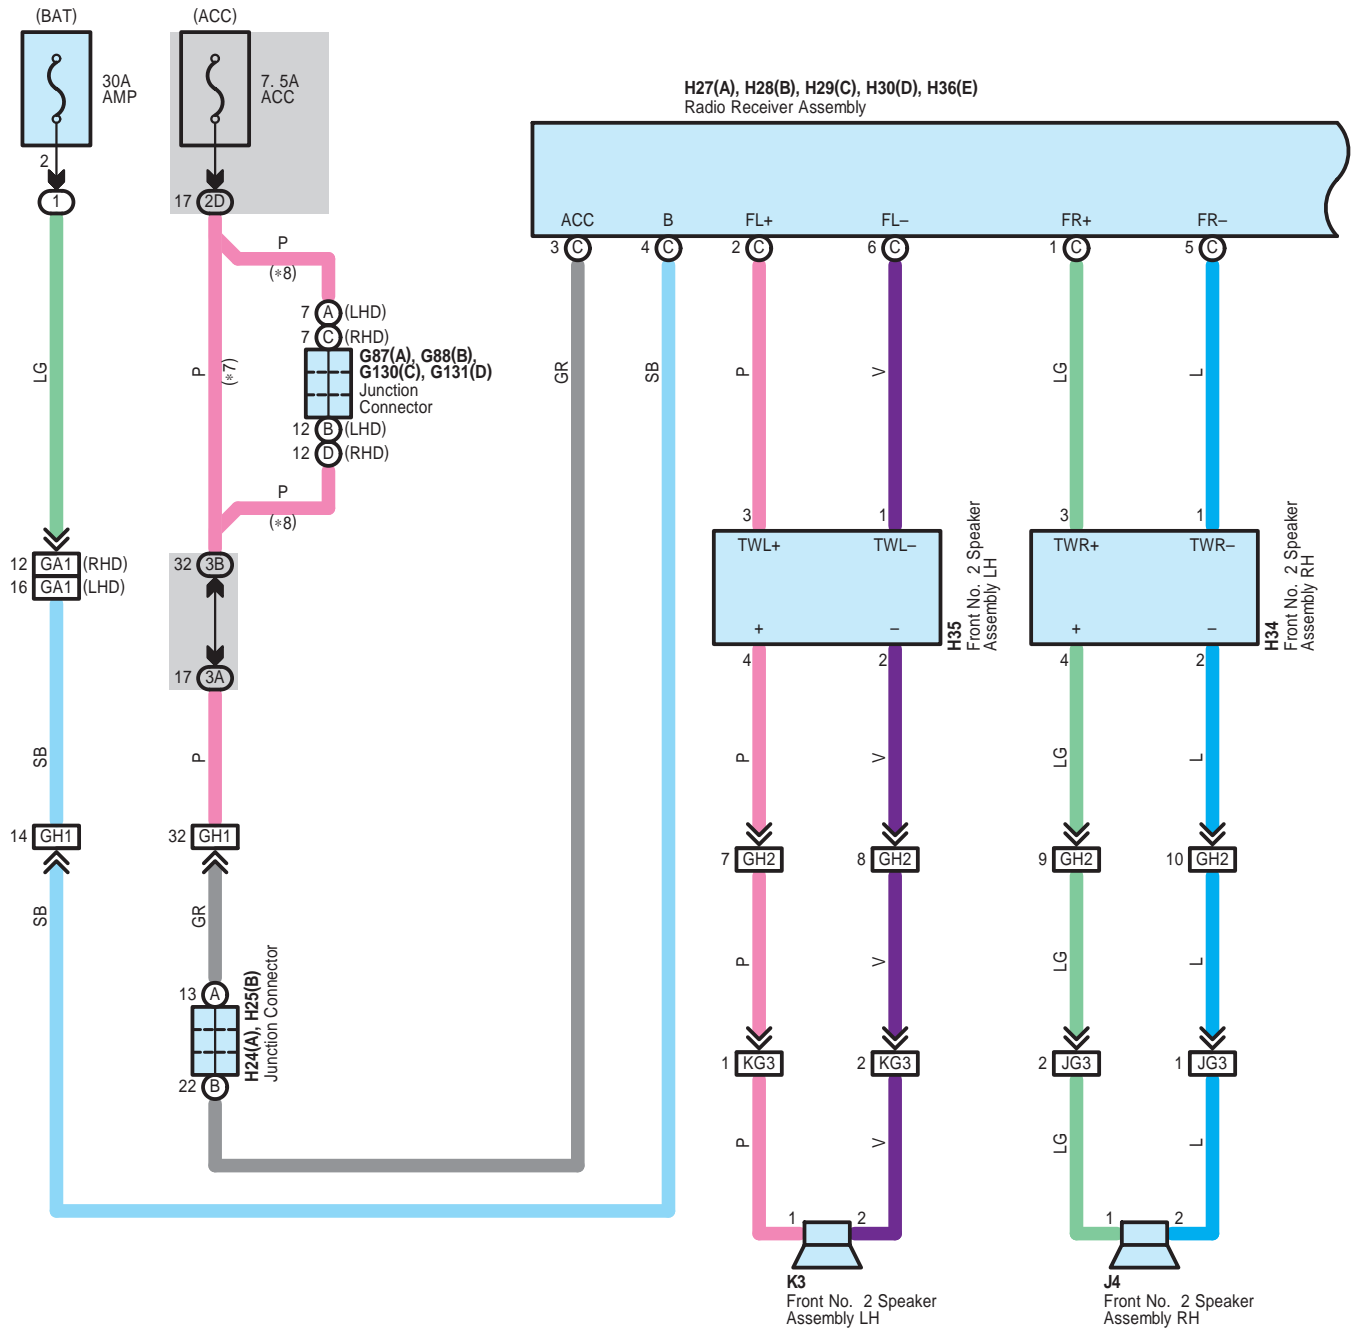 (BAT)
(ACC)
30A
AMP
7. 5A
ACC
H27(A), H28(B), H29(C), H30(D), H36(E)
Radio Receiver Assembly
2
1
17 2D
ACC B FL+ FL– FR+ FR–
3 C 4 C 2 C 6 C 1 C 5 C
P
(∗8)
7 A (LHD)
7 C (RHD)
G87(A), G88(B),
G130(C), G131(D)
Junction
Connector
12 B (LHD)
12 D (RHD)
P
(∗8)
LG
P
(∗7)
GR
SB
P
V
LG
L
3 1 3 1
TWL+ TWL– TWR+ TWR–
+ – + –
4 2 4 2
H35
Front No. 2 Speaker
Assembly LH
H34
Front No. 2 Speaker
Assembly RH
12 GA1 (RHD)
16 GA1 (LHD)
32 3B
17 3A
SB
P
P
V
LG
L
14 GH1
32 GH1
7 GH2
8 GH2
9 GH2
10 GH2
SB
GR
P
V
LG
L
13 A
H24(A), H25(B)
Junction Connector
22 B
1 KG3
2 KG3
2 JG3
1 JG3
P
V
LG
L
1 2
1 2
K3
Front No. 2 Speaker
Assembly LH
J4
Front No. 2 Speaker
Assembly RH